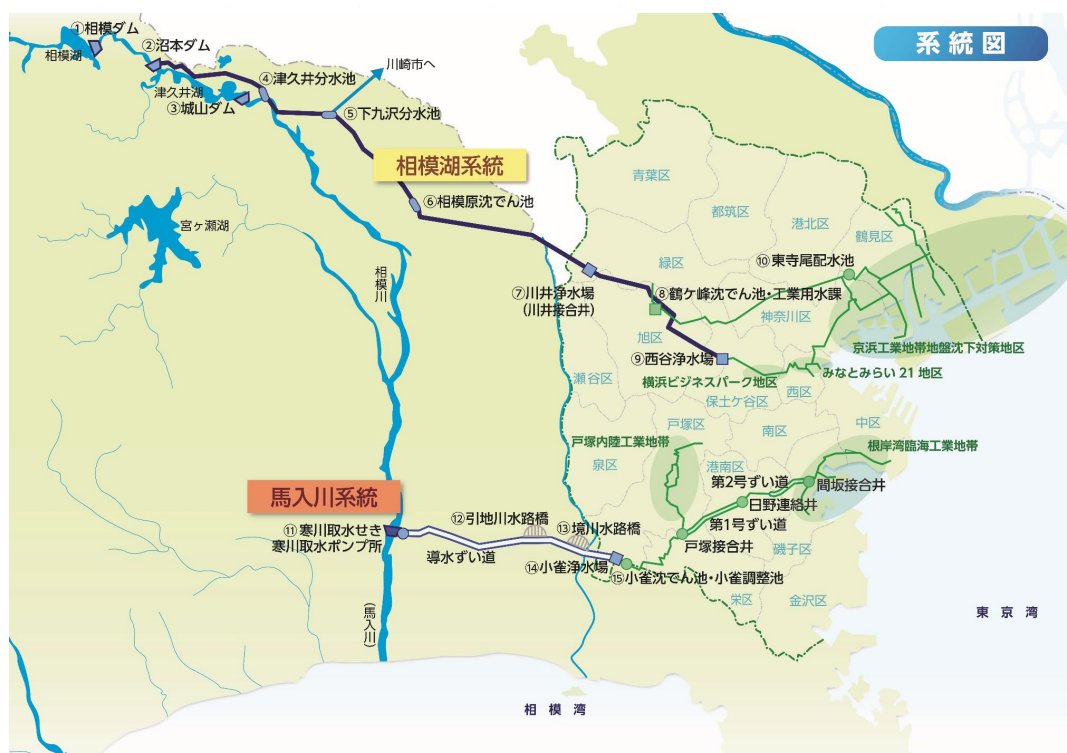 系統図
①相模ダム
②沼本ダム
相模湖
川崎市へ
④津久井分水池
津久井湖
③城山ダム
⑤下九沢分水池
相模湖系統
青葉区
⑥相模原沈でん池
都筑区
港北区
鶴見区
宮ヶ瀬湖
緑区
⑩東寺尾配水池
相模川
⑦川井浄水場
(川井接合井)
⑧鶴ケ峰沈でん池・工業用水課
神奈川区
旭区
京浜工業地帯地盤沈下対策地区
⑨西谷浄水場
みなとみらい21地区
瀬谷区
横浜ビジネスパーク地区
西区
保土ケ谷区
戸塚区
南区
中区
戸塚内陸工業地帯
根岸湾臨海工業地帯
泉区
港南区
第2号ずい道
間坂接合井
馬入川系統
日野連絡井
⑫引地川水路橋
⑬境川水路橋
第1号ずい道
⑪寒川取水せき
寒川取水ポンプ所
戸塚接合井
磯子区
導水ずい道
⑭小雀浄水場
⑮小雀沈でん池・小雀調整池
栄区
金沢区
(馬入川)
東京湾
相模湾